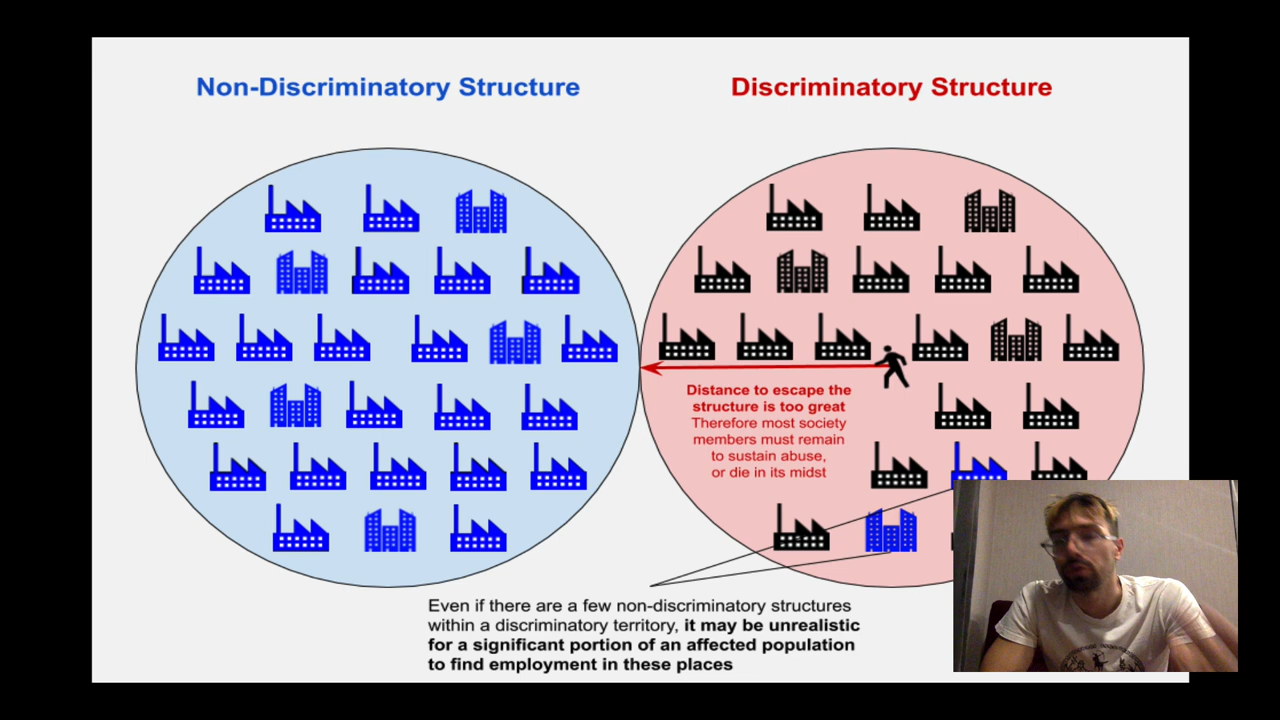 Non-Discriminatory Structure
Discriminatory Structure
Distance to escape the
structure is too great
Therefore most society
members must remain
to sustain abuse,
or die in its midst
Even if there are a few non-discriminatory structures
within a discriminatory territory, it may be unrealistic
for a significant portion of an affected population
to find employment in these places